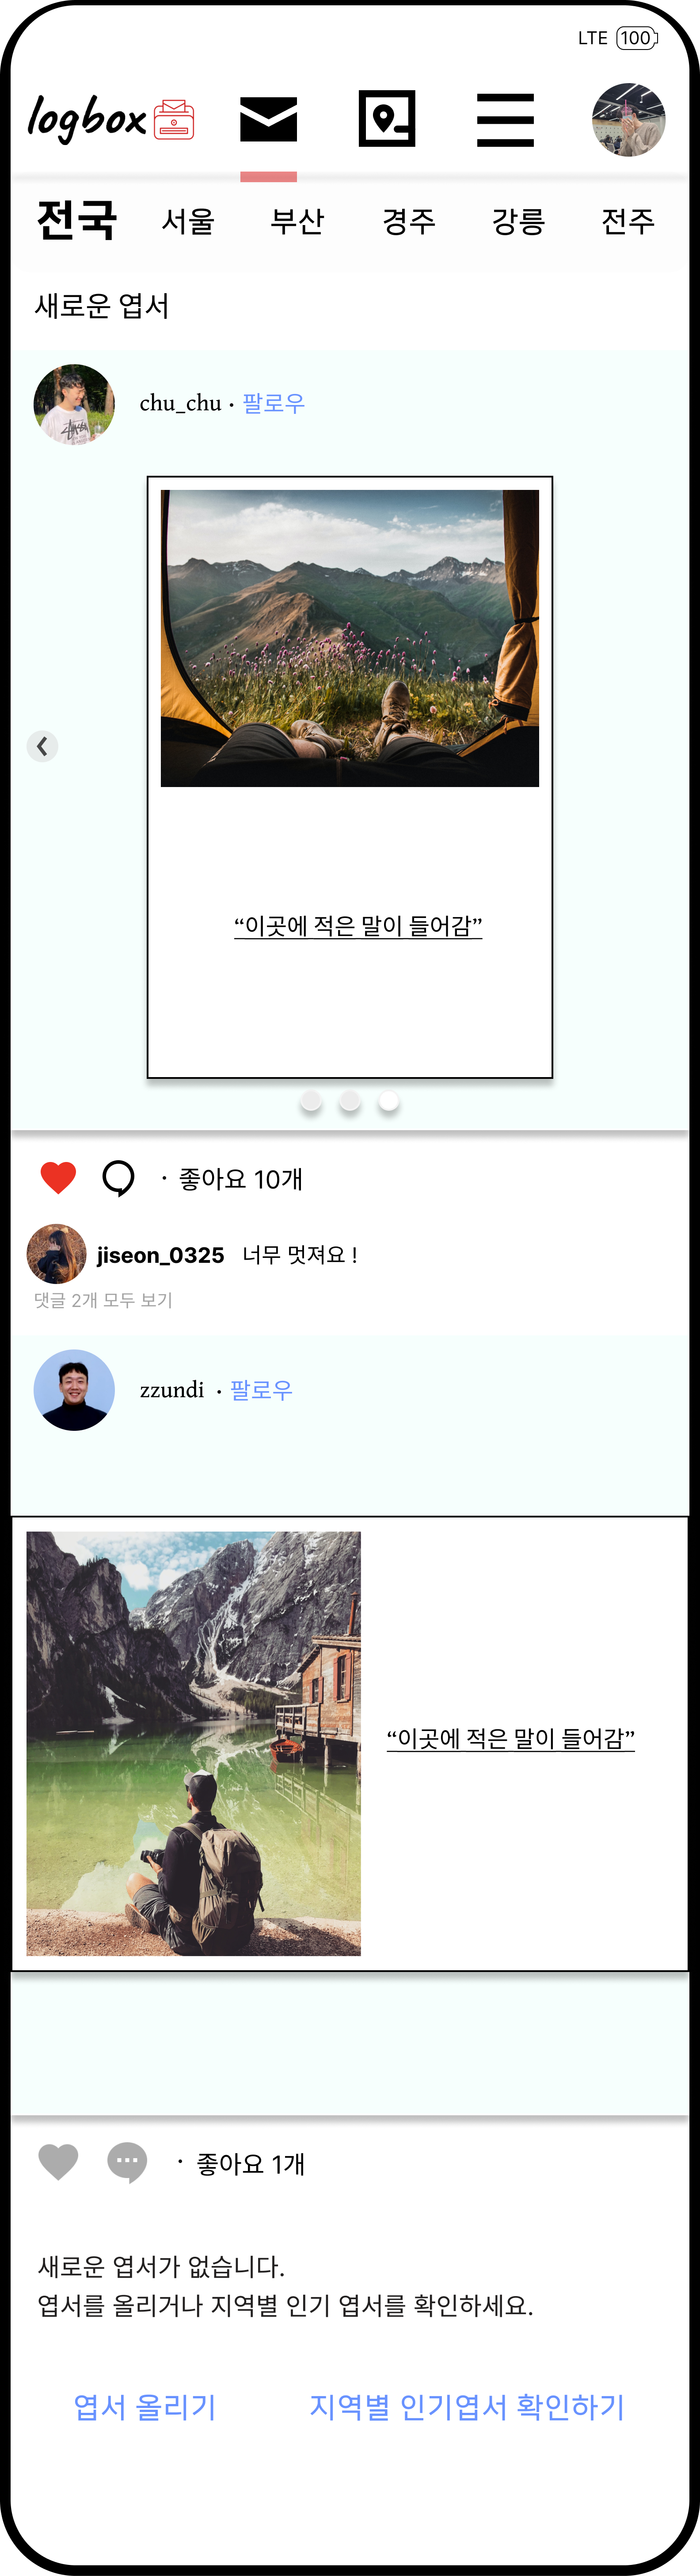 LTE 100
logbox
전국 서울 부산 경주 강릉 전주
새로운 엽서
chu_chu · 팔로우
“이곳에 적은 말이 들어감”
· 좋아요 10개
jiseon_0325 너무 멋져요 !
댓글 2개 모두 보기
zzundi · 팔로우
“이곳에 적은 말이 들어감”
· 좋아요 1개
새로운 엽서가 없습니다.
엽서를 올리거나 지역별 인기 엽서를 확인하세요.
엽서 올리기 지역별 인기엽서 확인하기